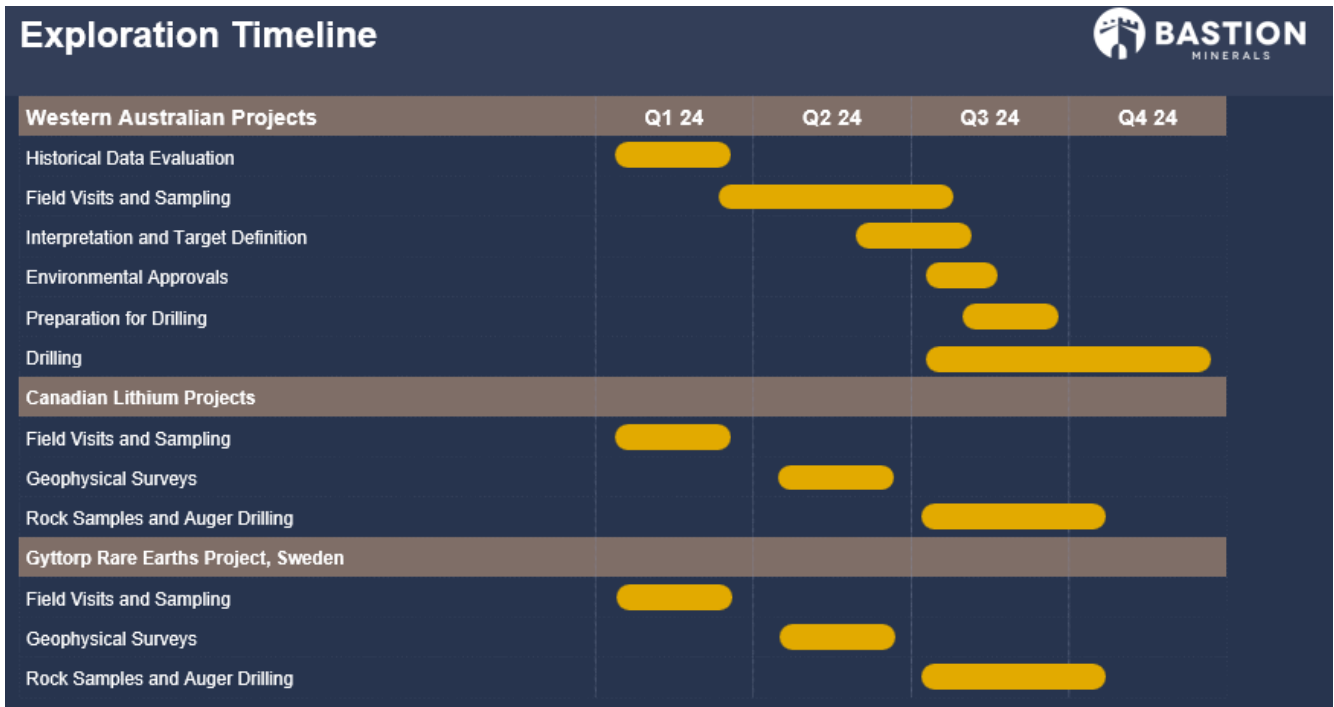 Exploration Timeline
BASTION
MINERALS
Western Australian Projects Q1 24 Q2 24 Q3 24 Q4 24
Historical Data Evaluation
Field Visits and Sampling
Interpretation and Target Definition
Environmental Approvals
Preparation for Drilling
Drilling
Canadian Lithium Projects
Field Visits and Sampling
Geophysical Surveys
Rock Samples and Auger Drilling
Gyttorp Rare Earths Project, Sweden
Field Visits and Sampling
Geophysical Surveys
Rock Samples and Auger Drilling